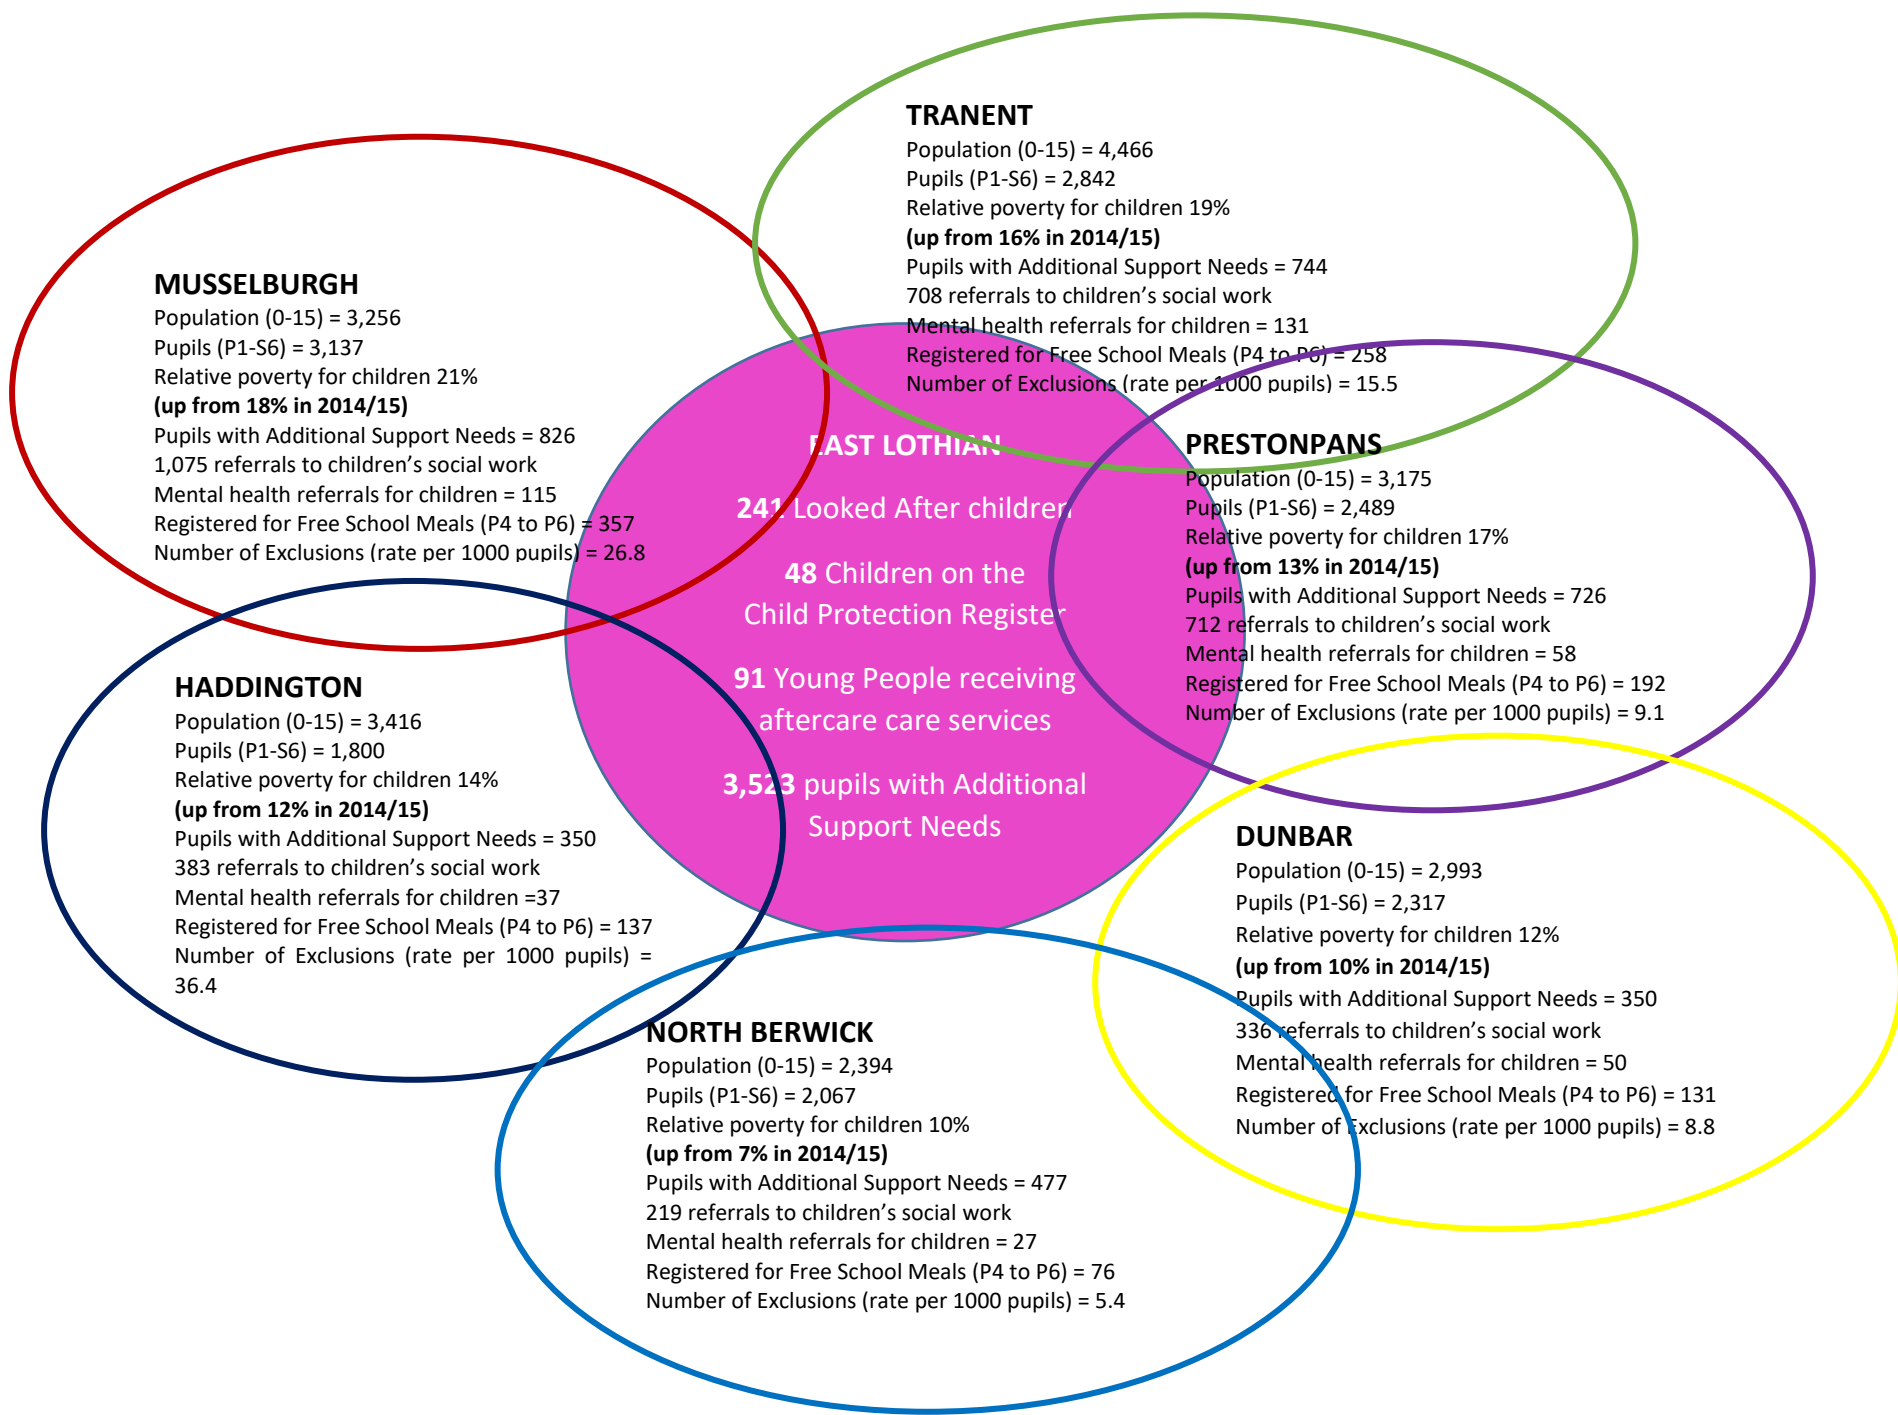 TRANENT
Population (0-15) = 4,466
Pupils (P1-S6) = 2,842
Relative poverty for children 19%
(up from 16% in 2014/15)
Pupils with Additional Support Needs = 744
708 referrals to children’s social work
Mental health referrals for children = 131
Registered for Free School Meals (P4 to P6) = 258
Number of Exclusions (rate per 1000 pupils) = 15.5
MUSSELBURGH
Population (0-15) = 3,256
Pupils (P1-S6) = 3,137
Relative poverty for children 21%
(up from 18% in 2014/15)
Pupils with Additional Support Needs = 826
1,075 referrals to children’s social work
Mental health referrals for children = 115
Registered for Free School Meals (P4 to P6) = 357
Number of Exclusions (rate per 1000 pupils) = 26.8
EAST LOTHIAN
241 Looked After children
48 Children on the
Child Protection Register
91 Young People receiving
aftercare care services
3,523 pupils with Additional
Support Needs
PRESTONPANS
Population (0-15) = 3,175
Pupils (P1-S6) = 2,489
Relative poverty for children 17%
(up from 13% in 2014/15)
Pupils with Additional Support Needs = 726
712 referrals to children’s social work
Mental health referrals for children = 58
Registered for Free School Meals (P4 to P6) = 192
Number of Exclusions (rate per 1000 pupils) = 9.1
HADDINGTON
Population (0-15) = 3,416
Pupils (P1-S6) = 1,800
Relative poverty for children 14%
(up from 12% in 2014/15)
Pupils with Additional Support Needs = 350
383 referrals to children’s social work
Mental health referrals for children =37
Registered for Free School Meals (P4 to P6) = 137
Number of Exclusions (rate per 1000 pupils) =
36.4
DUNBAR
Population (0-15) = 2,993
Pupils (P1-S6) = 2,317
Relative poverty for children 12%
(up from 10% in 2014/15)
Pupils with Additional Support Needs = 350
336 referrals to children’s social work
Mental health referrals for children = 50
Registered for Free School Meals (P4 to P6) = 131
Number of Exclusions (rate per 1000 pupils) = 8.8
NORTH BERWICK
Population (0-15) = 2,394
Pupils (P1-S6) = 2,067
Relative poverty for children 10%
(up from 7% in 2014/15)
Pupils with Additional Support Needs = 477
219 referrals to children’s social work
Mental health referrals for children = 27
Registered for Free School Meals (P4 to P6) = 76
Number of Exclusions (rate per 1000 pupils) = 5.4